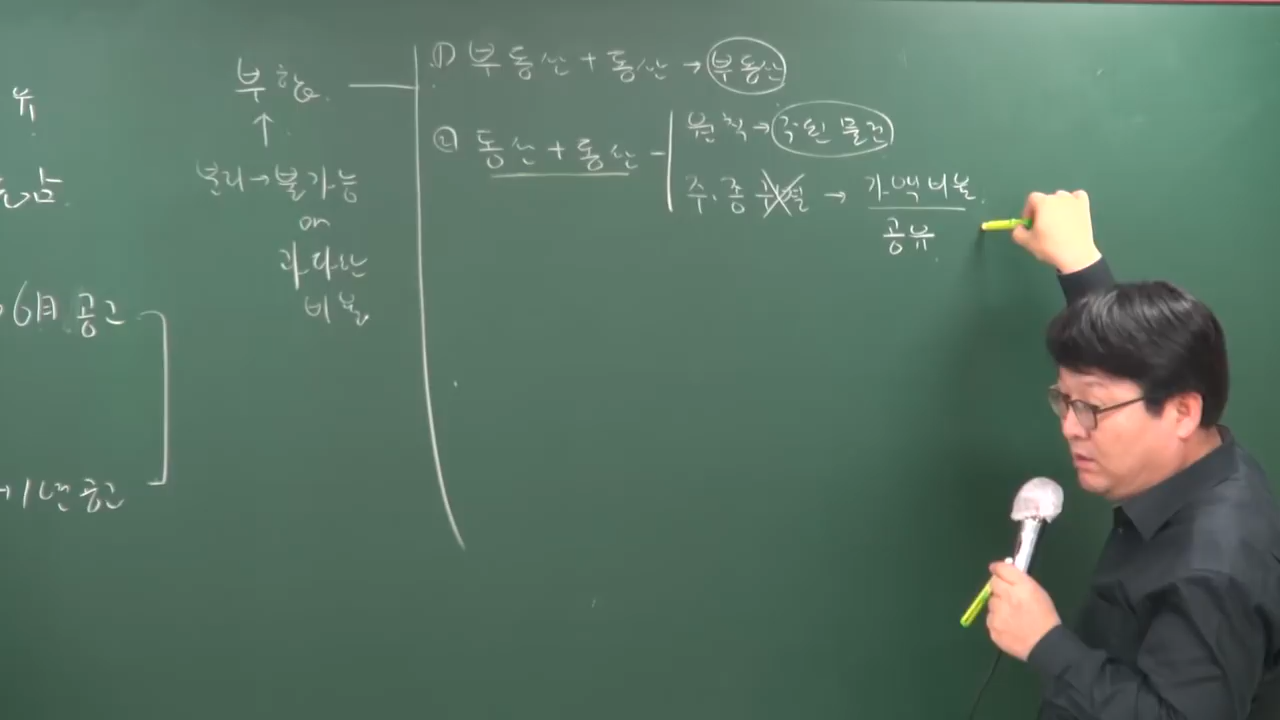 부합
↑
분리→불가능
or
과다한
비용
① 부동산 + 동산 → 부동산
② 동산 + 동산
원칙→주된 물건
주.종 구별 → 가액비율
공유
6月 공고
1년 공고